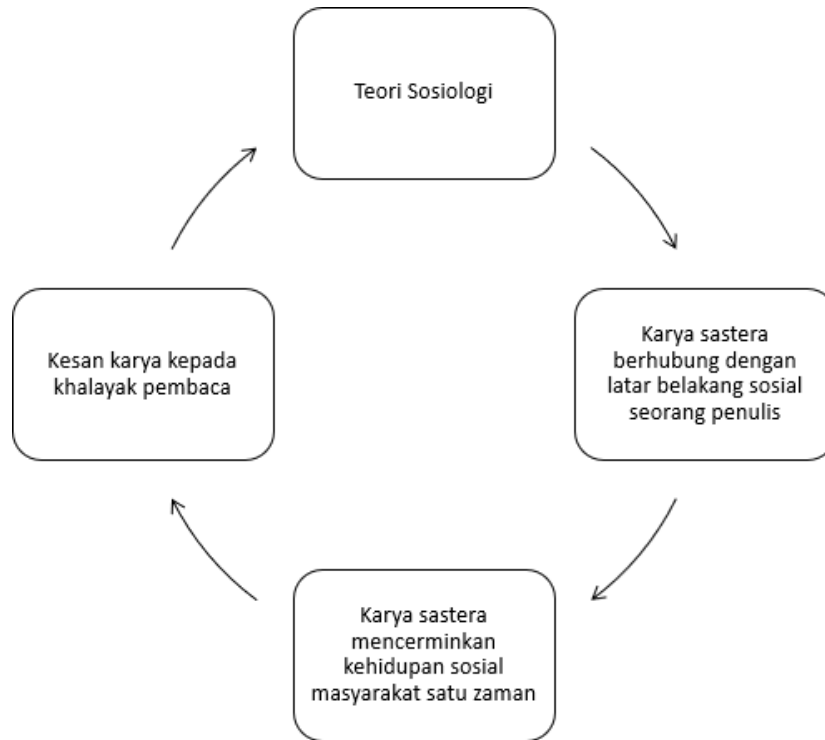 Teori Sosiologi
Karya sastera
berhubung dengan
latar belakang sosial
seorang penulis
Karya sastera
mencerminkan
kehidupan sosial
masyarakat satu zaman
Kesan karya kepada
khalayak pembaca